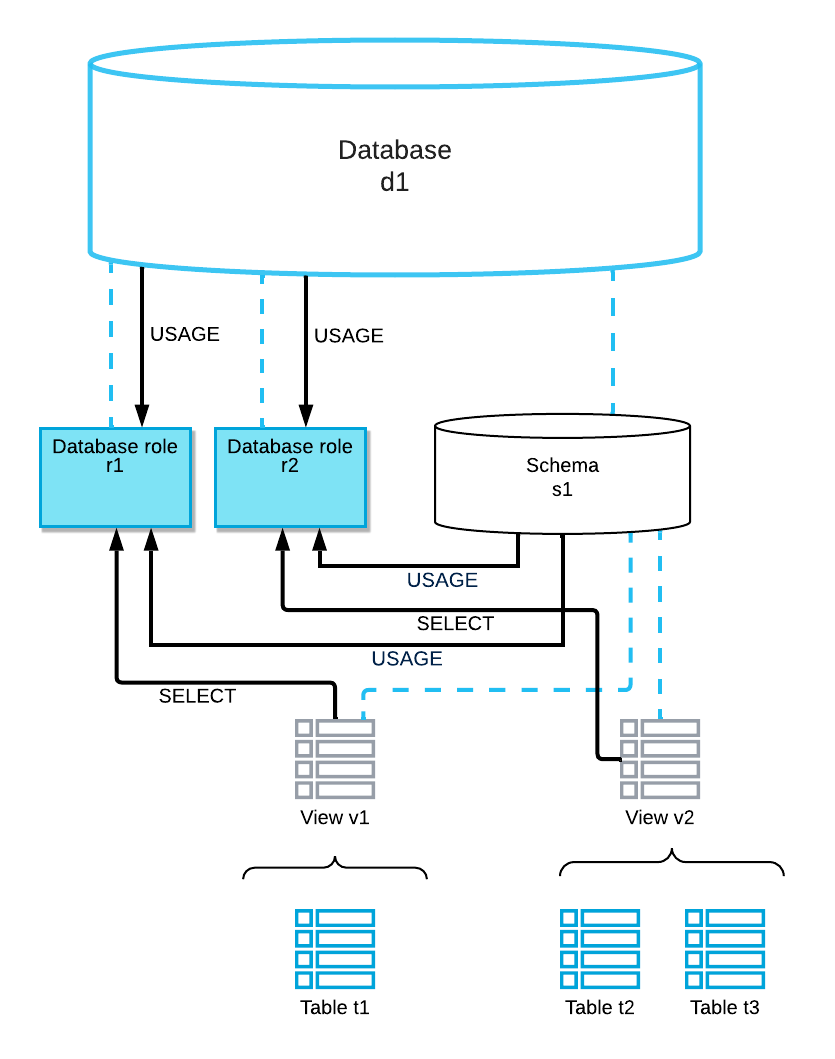 Database
d1
USAGE
USAGE
Database role
r1
Database role
r2
Schema
s1
USAGE
SELECT
USAGE
SELECT
View v1
View v2
Table t1
Table t2
Table t3